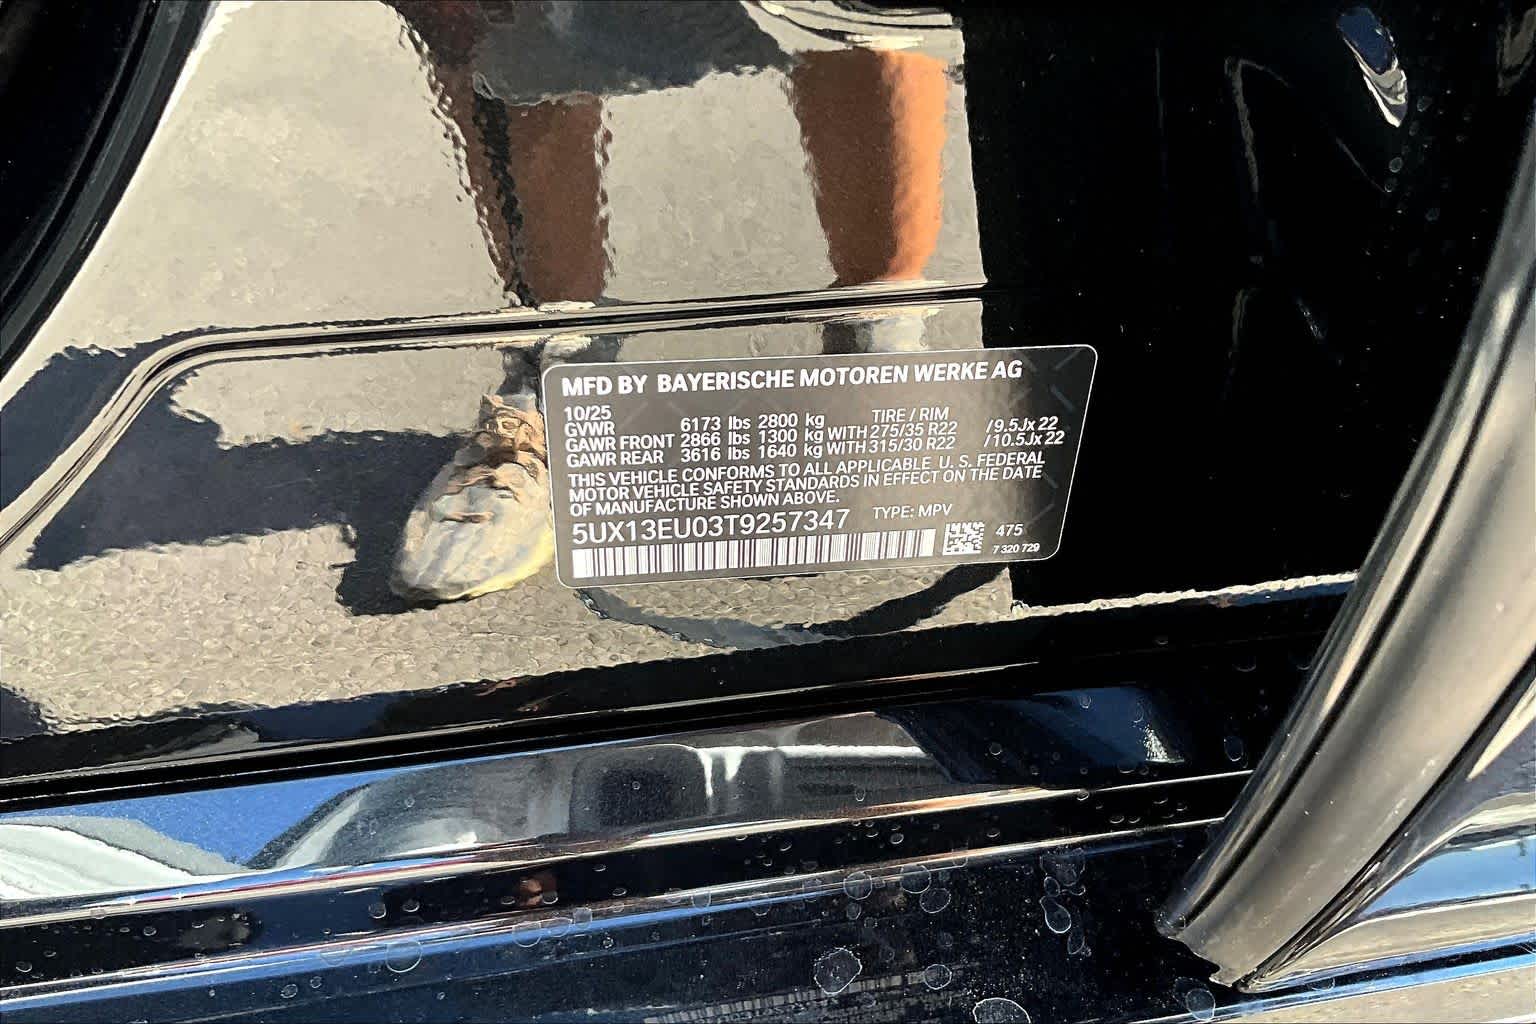 MFD BY BAYERISCHE MOTOREN WERKE AG
10/25 TIRE / RIM
GVWR 6173 lbs 2800 kg
GAWR FRONT 2866 lbs 1300 kg WITH 275/35 R22 /9.5Jx 22
GAWR REAR 3616 lbs 1640 kg WITH 315/30 R22 /10.5Jx 22
THIS VEHICLE CONFORMS TO ALL APPLICABLE U. S. FEDERAL
MOTOR VEHICLE SAFETY STANDARDS IN EFFECT ON THE DATE
OF MANUFACTURE SHOWN ABOVE.
5UX13EU03T9257347 TYPE: MPV
475
7 320 729